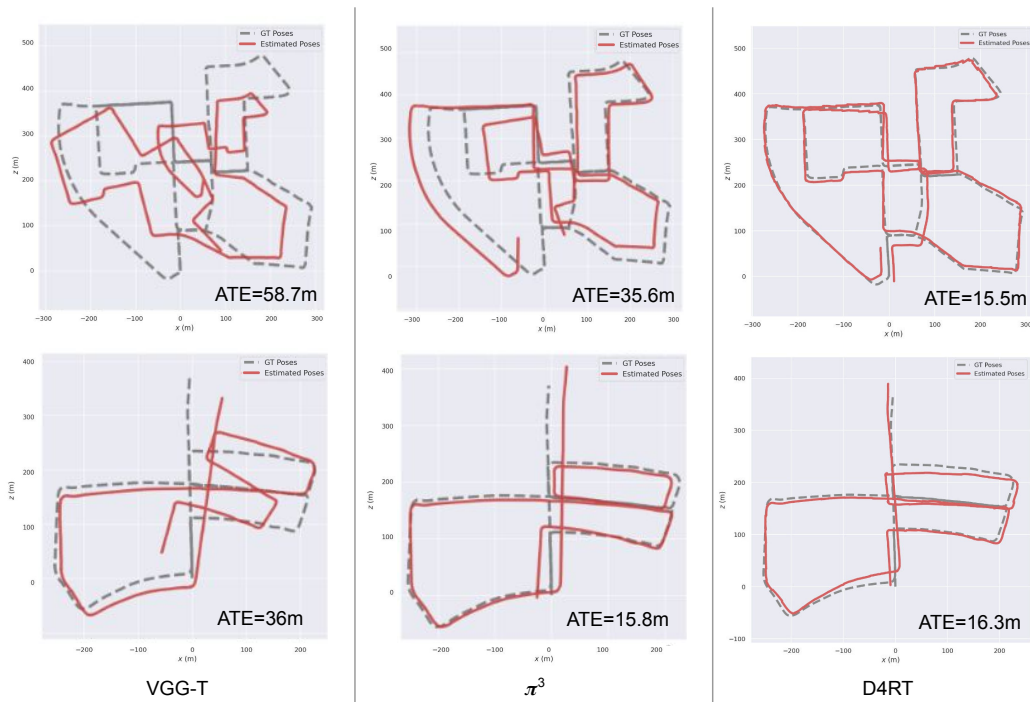 GT Poses
Estimated Poses
500
400
300
200
100
0
z (m)
ATE=58.7m
−300 −200 −100 0 100 200 300
x (m)
GT Poses
Estimated Poses
500
400
300
200
100
0
z (m)
ATE=35.6m
−300 −200 −100 0 100 200 300
x (m)
GT Poses
Estimated Poses
500
400
300
200
100
0
z (m)
ATE=15.5m
−300 −200 −100 0 100 200 300
x (m)
GT Poses
Estimated Poses
400
300
200
100
0
z (m)
ATE=36m
−200 −100 0 100 200
x (m)
GT Poses
Estimated Poses
400
300
200
100
0
z (m)
ATE=15.8m
−200 −100 0 100 200
x (m)
GT Poses
Estimated Poses
400
300
200
100
0
−100
z (m)
ATE=16.3m
−200 −100 0 100 200
x (m)
VGG-T
π³
D4RT